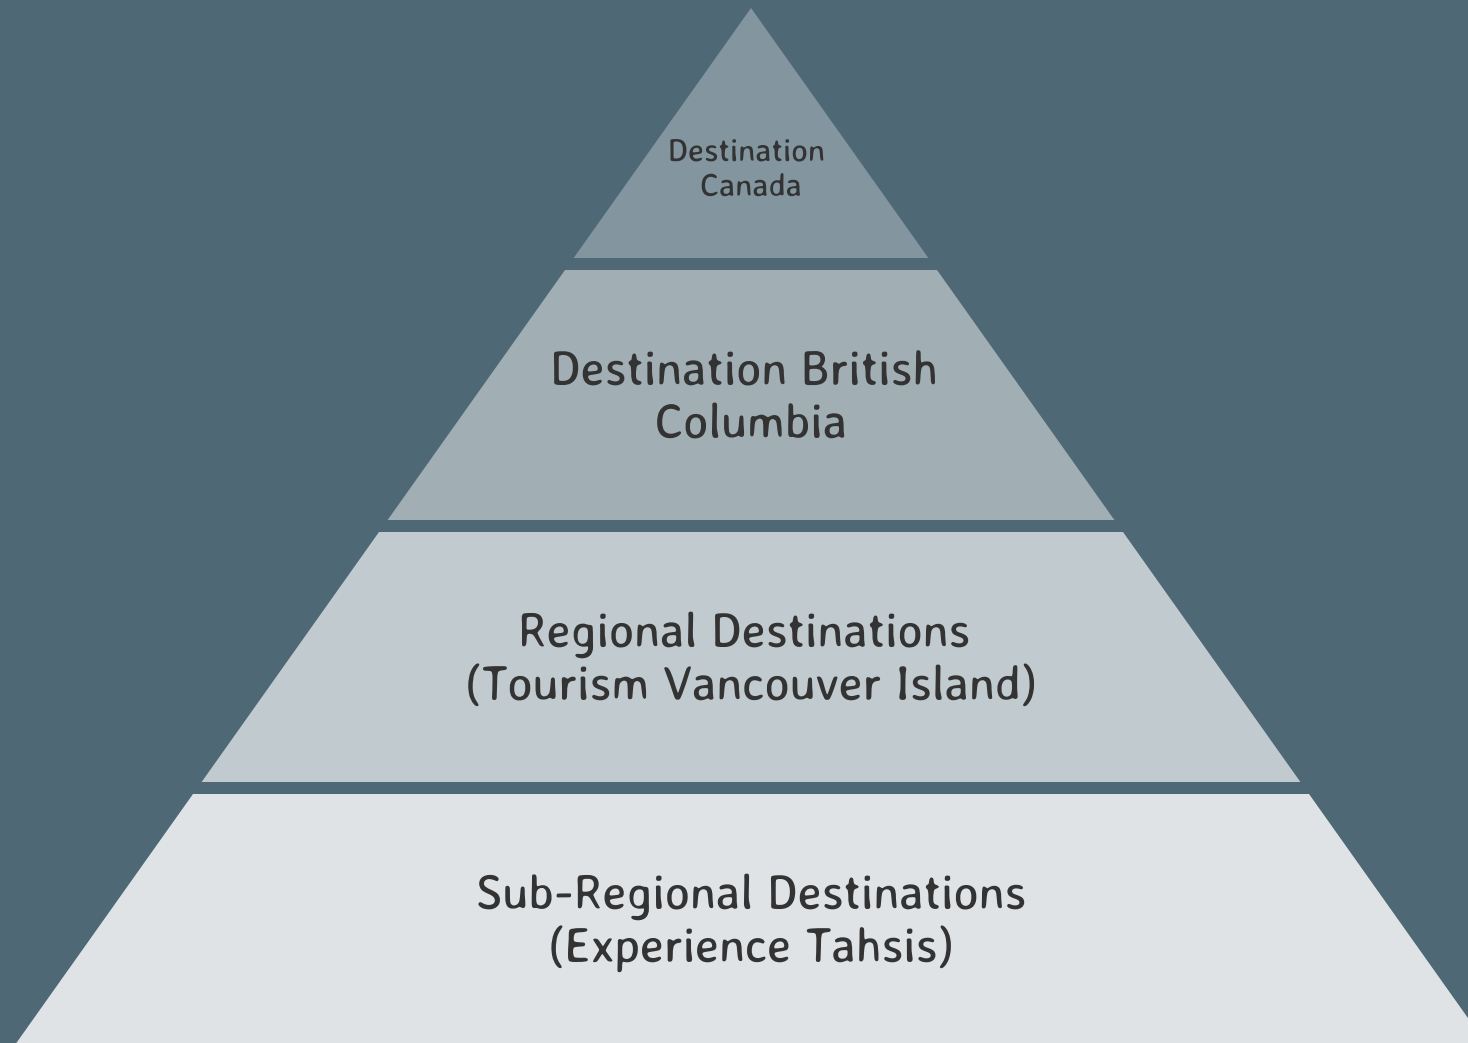 Destination
Canada
Destination British
Columbia
Regional Destinations
(Tourism Vancouver Island)
Sub-Regional Destinations
(Experience Tahsis)